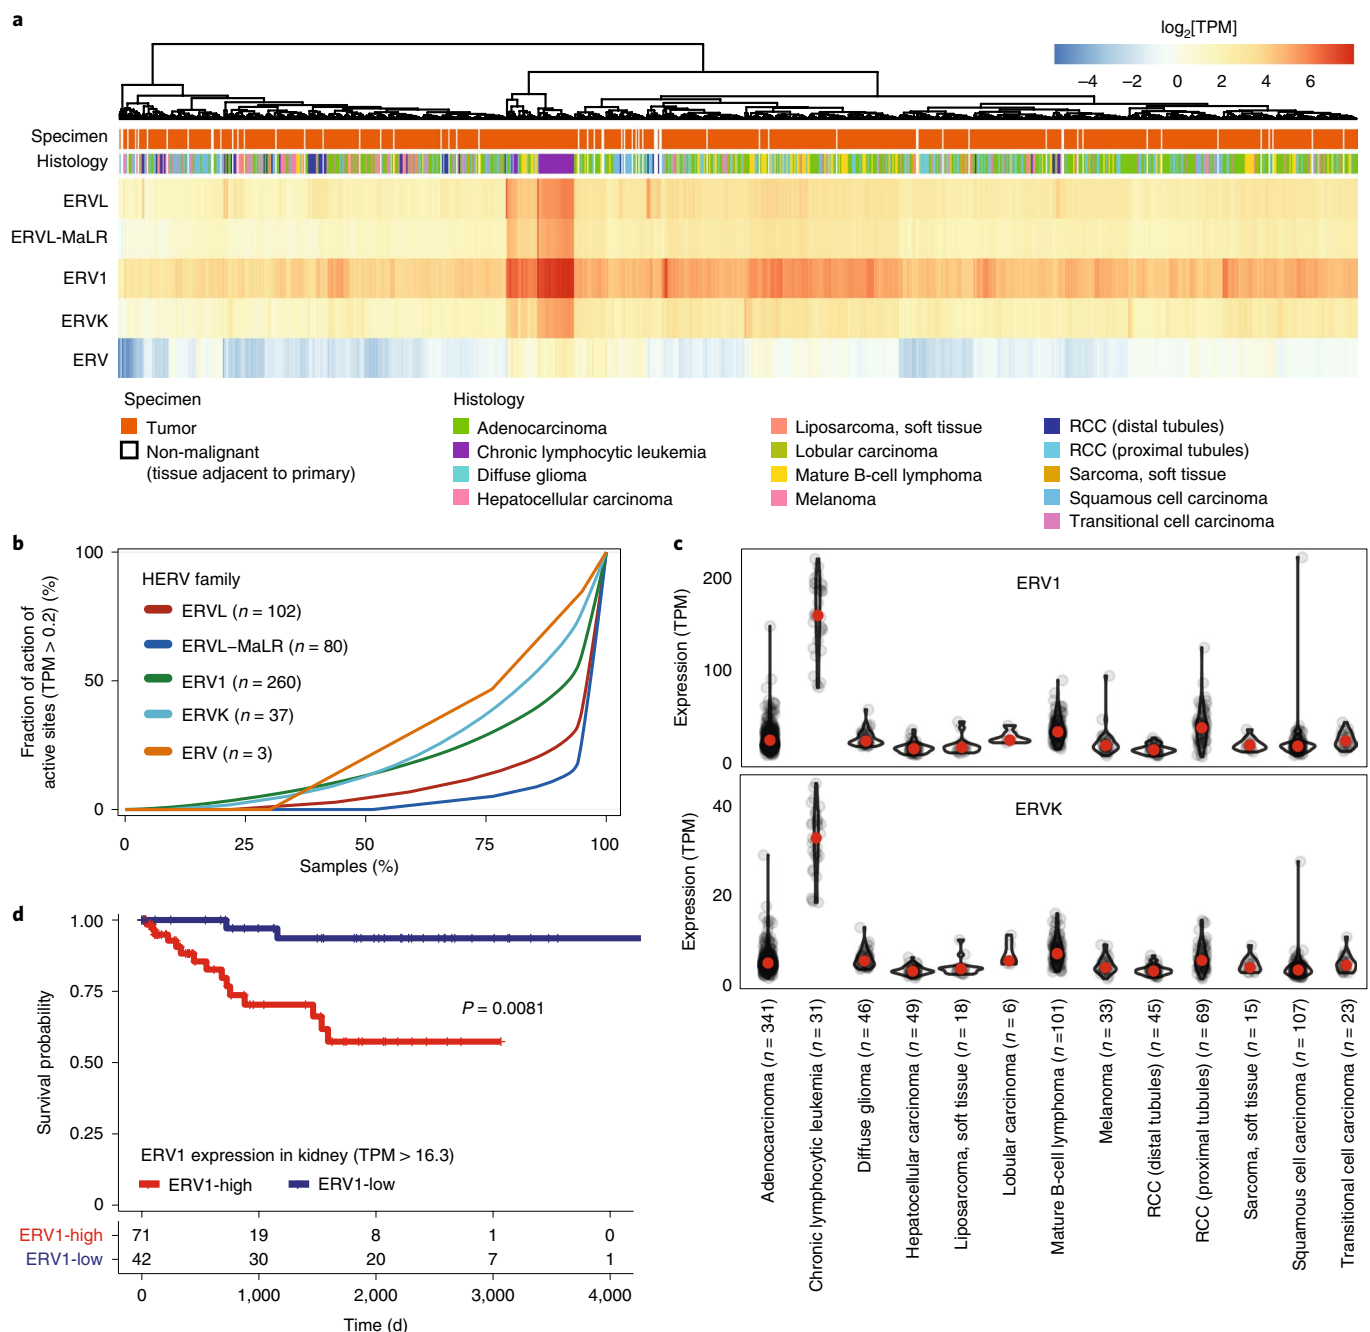 a
log2[TPM]
−4 −2 0 2 4 6
Specimen
Histology
ERVL
ERVL-MaLR
ERV1
ERVK
ERV
Specimen
Tumor
Non-malignant
(tissue adjacent to primary)
Histology
Adenocarcinoma
Chronic lymphocytic leukemia
Diffuse glioma
Hepatocellular carcinoma
Liposarcoma, soft tissue
Lobular carcinoma
Mature B-cell lymphoma
Melanoma
RCC (distal tubules)
RCC (proximal tubules)
Sarcoma, soft tissue
Squamous cell carcinoma
Transitional cell carcinoma
b
Fraction of action of
active sites (TPM > 0.2) (%)
100
50
0
HERV family
ERVL (n = 102)
ERVL−MaLR (n = 80)
ERV1 (n = 260)
ERVK (n = 37)
ERV (n = 3)
0 25 50 75 100
Samples (%)
c
Expression (TPM)
200
100
0
ERV1
Expression (TPM)
40
20
0
ERVK
Adenocarcinoma (n = 341)
Chronic lymphocytic leukemia (n = 31)
Diffuse glioma (n = 46)
Hepatocellular carcinoma (n = 49)
Liposarcoma, soft tissue (n = 18)
Lobular carcinoma (n = 6)
Mature B-cell lymphoma (n =101)
Melanoma (n = 33)
RCC (distal tubules) (n = 45)
RCC (proximal tubules) (n = 69)
Sarcoma, soft tissue (n = 15)
Squamous cell carcinoma (n = 107)
Transitional cell carcinoma (n = 23)
d
Survival probability
1.00
0.75
0.50
0.25
0
P = 0.0081
ERV1 expression in kidney (TPM > 16.3)
ERV1-high ERV1-low
ERV1-high 71 19 8 1 0
ERV1-low 42 30 20 7 1
0 1,000 2,000 3,000 4,000
Time (d)